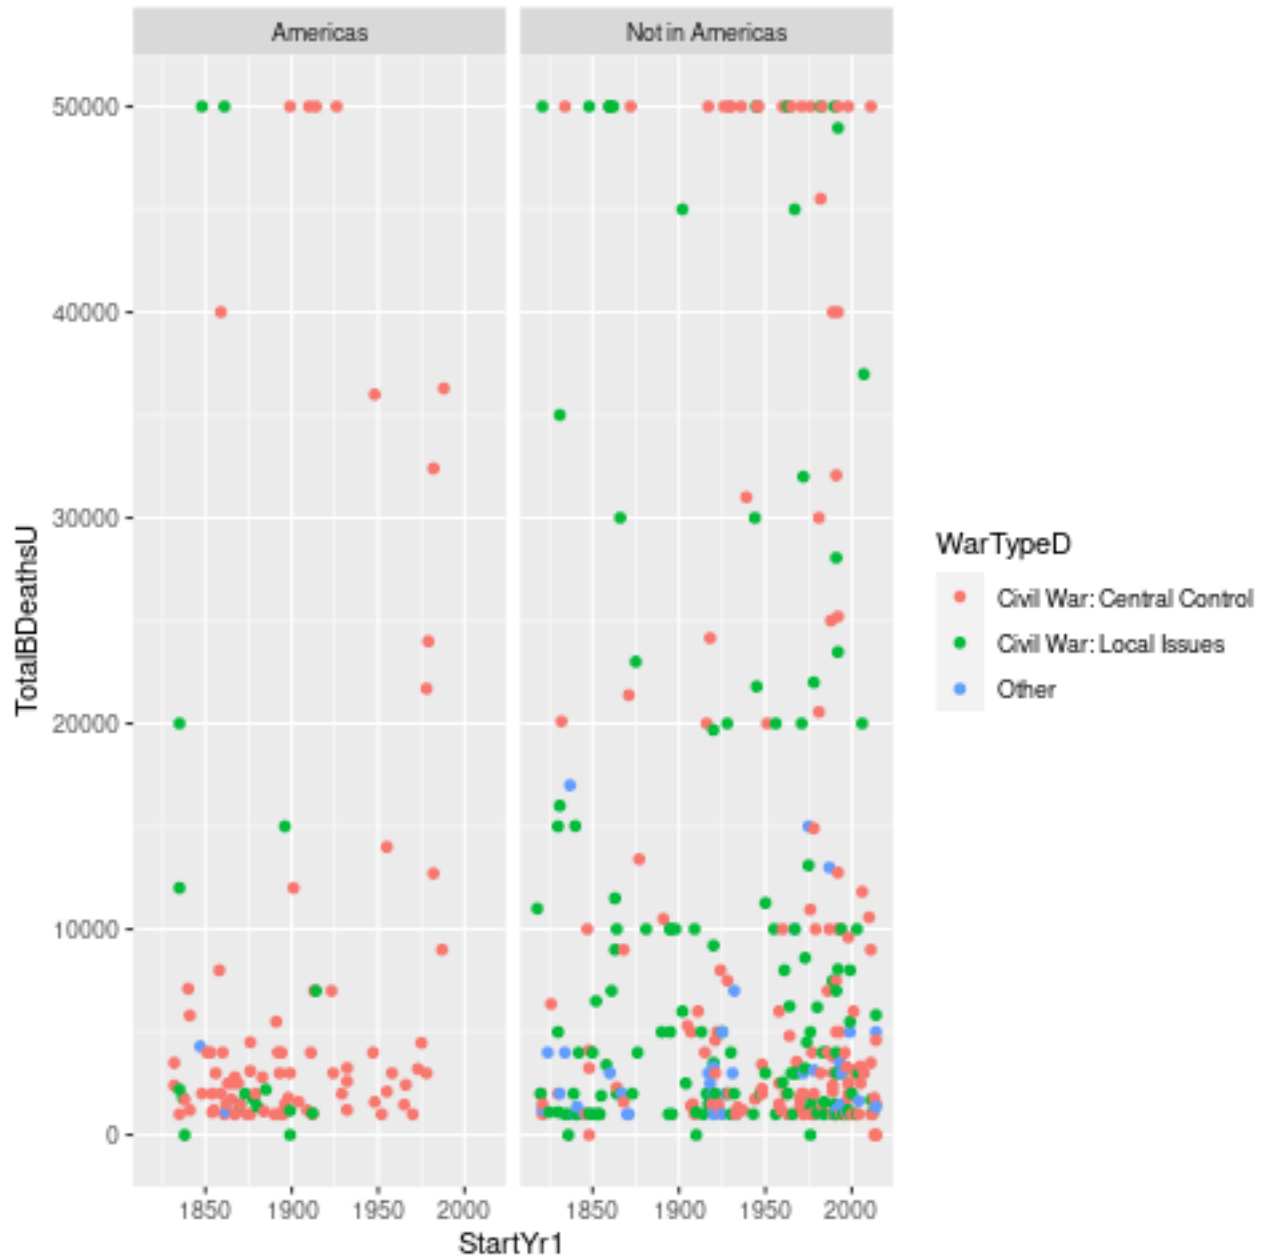 Americas
Not in Americas
TotalBDeathsU
50000
40000
30000
20000
10000
0
1850 1900 1950 2000
1850 1900 1950 2000
StartYr1
WarTypeD
Civil War: Central Control
Civil War: Local Issues
Other